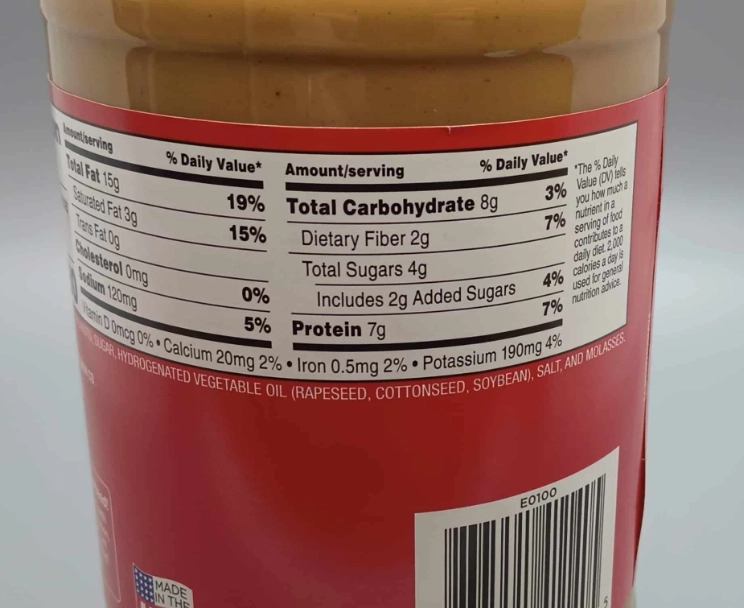 Amount/serving % Daily Value*
Total Fat 15g 19%
Saturated Fat 3g 15%
Trans Fat 0g
Cholesterol 0mg 0%
Sodium 120mg 5%
Amount/serving % Daily Value*
Total Carbohydrate 8g 3%
Dietary Fiber 2g 7%
Total Sugars 4g
Includes 2g Added Sugars 4%
Protein 7g 7%
*The % Daily
Value (DV) tells
you how much a
nutrient in a
serving of food
contributes to a
daily diet. 2,000
calories a day is
used for general
nutrition advice.
Vitamin D 0mcg 0% • Calcium 20mg 2% • Iron 0.5mg 2% • Potassium 190mg 4%
SUGAR, HYDROGENATED VEGETABLE OIL (RAPESEED, COTTONSEED, SOYBEAN), SALT, AND MOLASSES.
E0100
5
MADE
IN THE